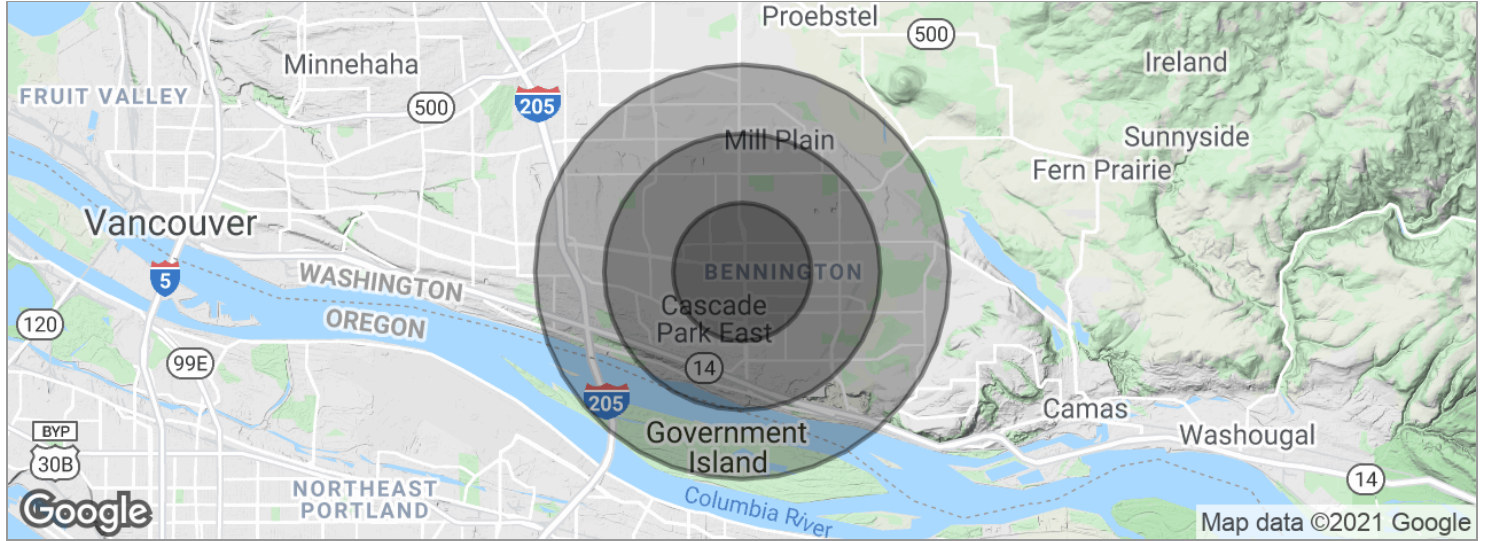 Proebstel
500
Minnehaha
Ireland
FRUIT VALLEY
205
500
Mill Plain
Sunnyside
Fern Prairie
Vancouver
5
WASHINGTON
BENNINGTON
Cascade
Park East
OREGON
120
99E
14
205
Camas
BYP
30B
Government
Island
Washougal
14
NORTHEAST
PORTLAND
Columbia River
Google
Map data ©2021 Google